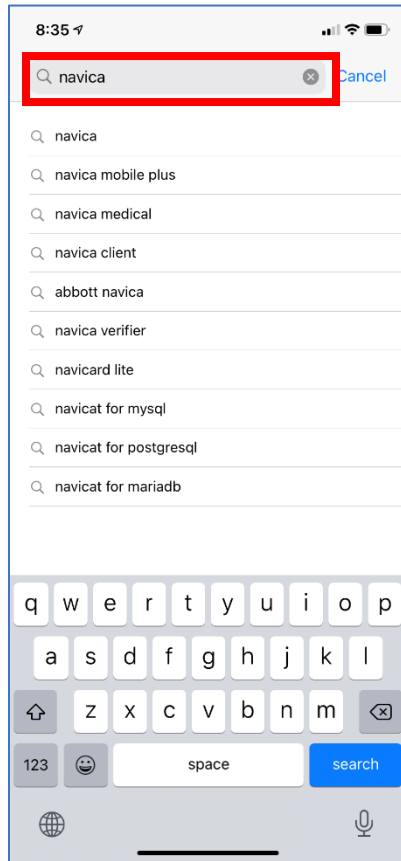 8:35
navica
Cancel
navica
navica mobile plus
navica medical
navica client
abbott navica
navica verifier
navicard lite
navicat for mysql
navicat for postgresql
navicat for mariadb
q w e r t y u i o p
a s d f g h j k l
z x c v b n m
123 space search